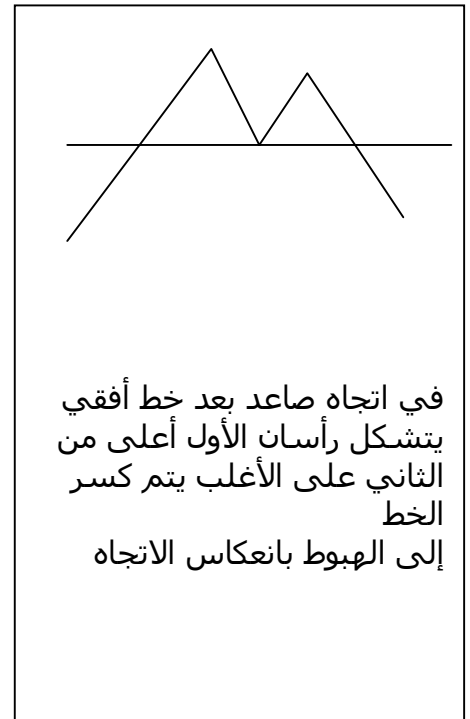 في اتجاه صاعد بعد خط أفقي
يتشكل رأسان الأول أعلى من
الثاني على الأغلب يتم كسر
الخط
إلى الهبوط بانعكاس الاتجاه